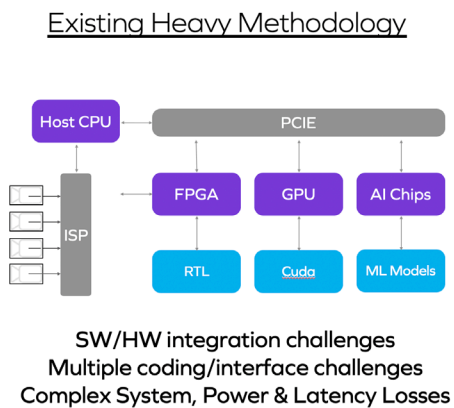 Existing Heavy Methodology
Host CPU
PCIE
FPGA
GPU
AI Chips
ISP
RTL
Cuda
ML Models
SW/HW integration challenges
Multiple coding/interface challenges
Complex System, Power & Latency Losses